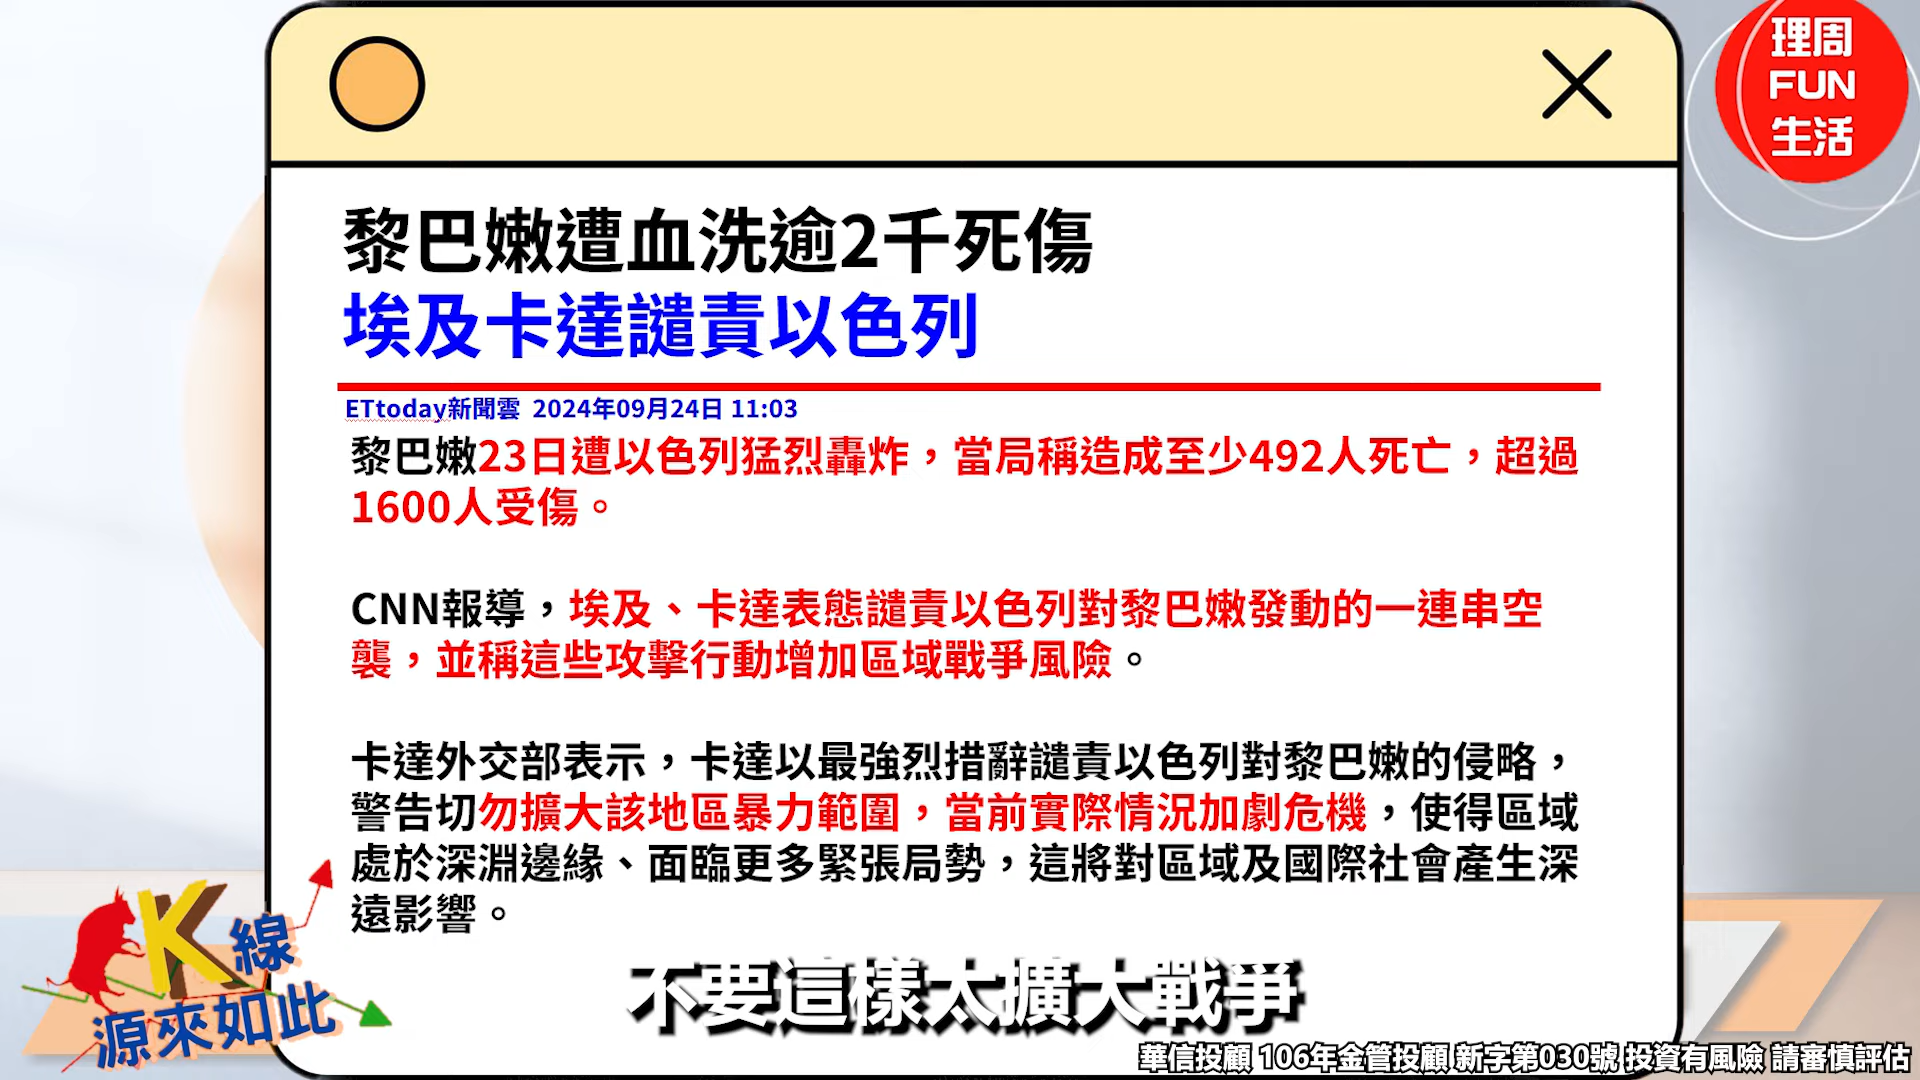 理周
FUN
生活
黎巴嫩遭血洗逾2千死傷
埃及卡達譴責以色列
ETtoday新聞雲 2024年09月24日 11:03
黎巴嫩23日遭以色列猛烈轟炸，當局稱造成至少492人死亡，超過
1600人受傷。
CNN報導，埃及、卡達表態譴責以色列對黎巴嫩發動的一連串空
襲，並稱這些攻擊行動增加區域戰爭風險。
卡達外交部表示，卡達以最強烈措辭譴責以色列對黎巴嫩的侵略，
警告切勿擴大該地區暴力範圍，當前實際情況加劇危機，使得區域
處於深淵邊緣、面臨更多緊張局勢，這將對區域及國際社會產生深
遠影響。
K線
源來如此
不要這樣太擴大戰爭
華信投顧 106年金管投顧 新字第030號 投資有風險 請審慎評估